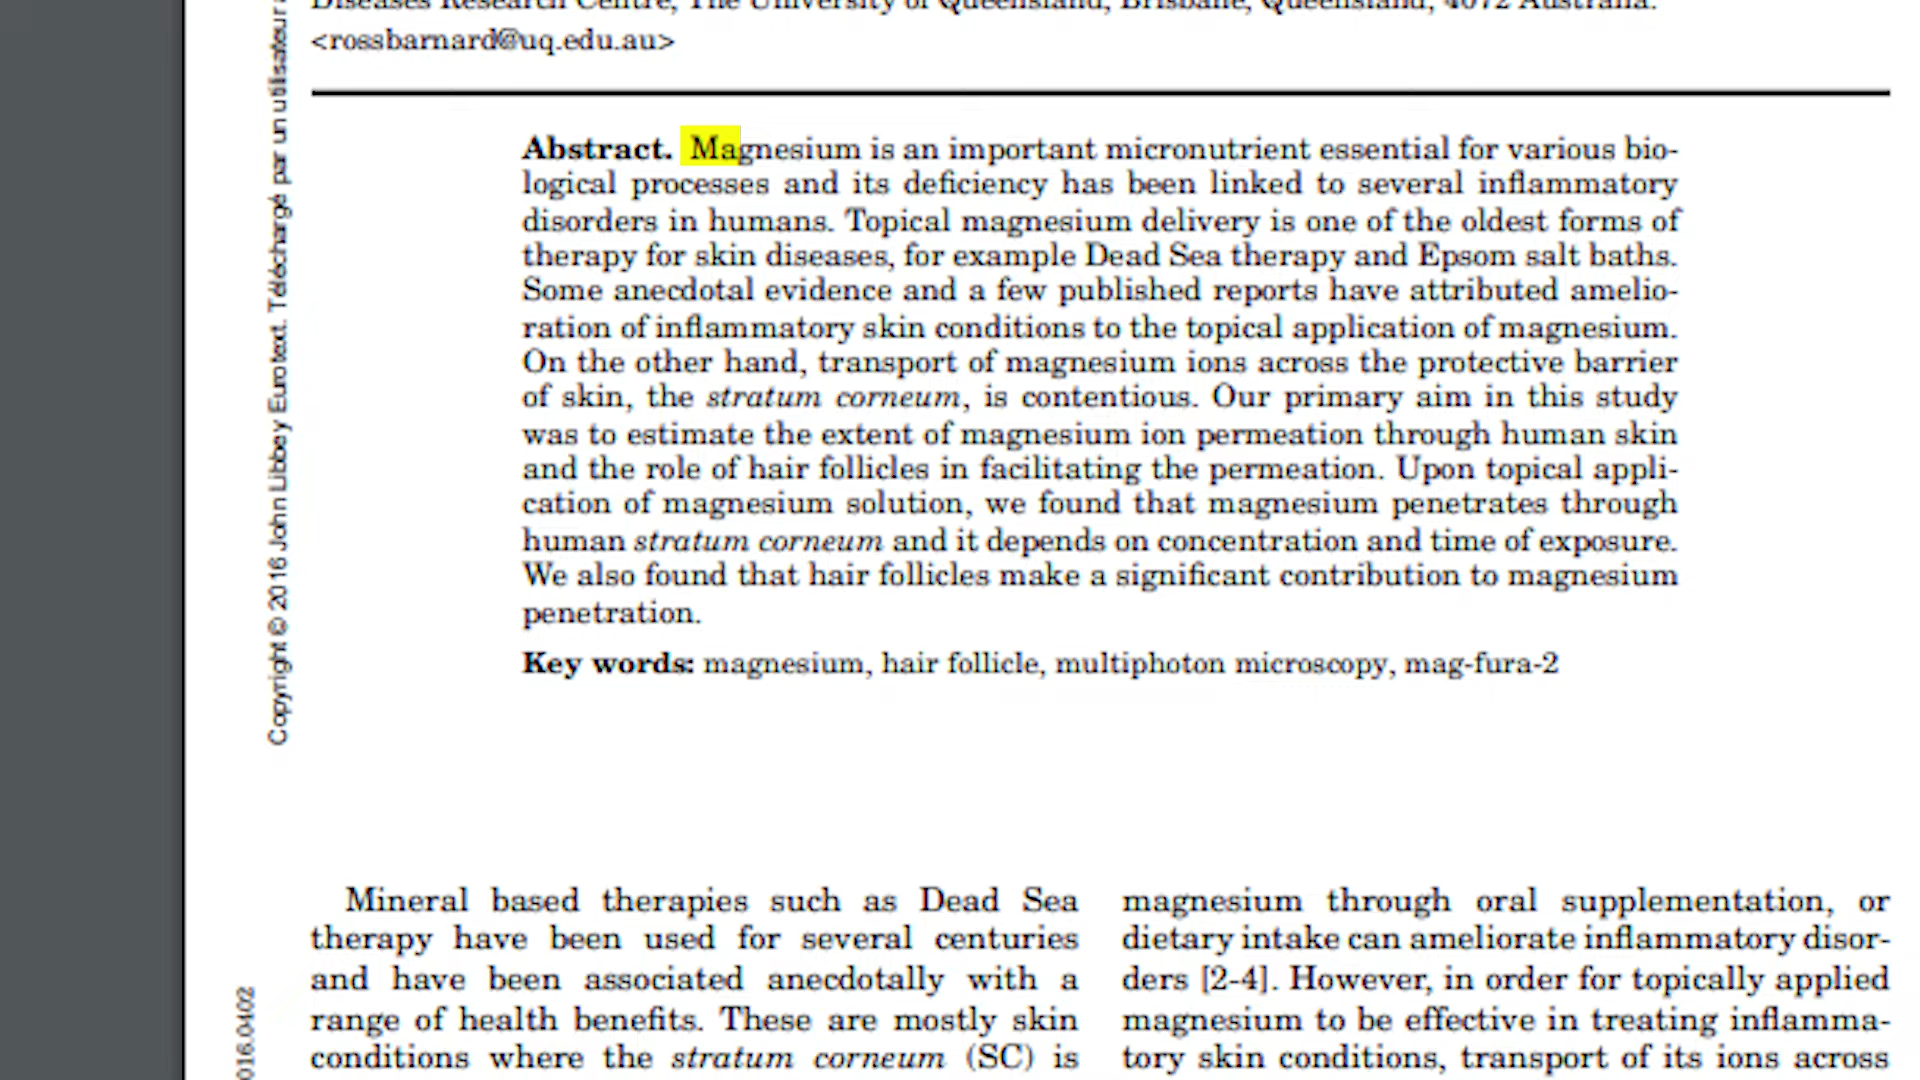 Diseases Research Centre, The University of Queensland, Brisbane, Queensland, 4072 Australia.
<rossbarnard@uq.edu.au>
Copyright © 2016 John Libbey Eurotext. Téléchargé par un utilisateur
Abstract. Magnesium is an important micronutrient essential for various bio-
logical processes and its deficiency has been linked to several inflammatory
disorders in humans. Topical magnesium delivery is one of the oldest forms of
therapy for skin diseases, for example Dead Sea therapy and Epsom salt baths.
Some anecdotal evidence and a few published reports have attributed amelio-
ration of inflammatory skin conditions to the topical application of magnesium.
On the other hand, transport of magnesium ions across the protective barrier
of skin, the stratum corneum, is contentious. Our primary aim in this study
was to estimate the extent of magnesium ion permeation through human skin
and the role of hair follicles in facilitating the permeation. Upon topical appli-
cation of magnesium solution, we found that magnesium penetrates through
human stratum corneum and it depends on concentration and time of exposure.
We also found that hair follicles make a significant contribution to magnesium
penetration.
Key words: magnesium, hair follicle, multiphoton microscopy, mag-fura-2
Mineral based therapies such as Dead Sea
therapy have been used for several centuries
and have been associated anecdotally with a
range of health benefits. These are mostly skin
conditions where the stratum corneum (SC) is
magnesium through oral supplementation, or
dietary intake can ameliorate inflammatory disor-
ders [2-4]. However, in order for topically applied
magnesium to be effective in treating inflamma-
tory skin conditions, transport of its ions across
016.0402